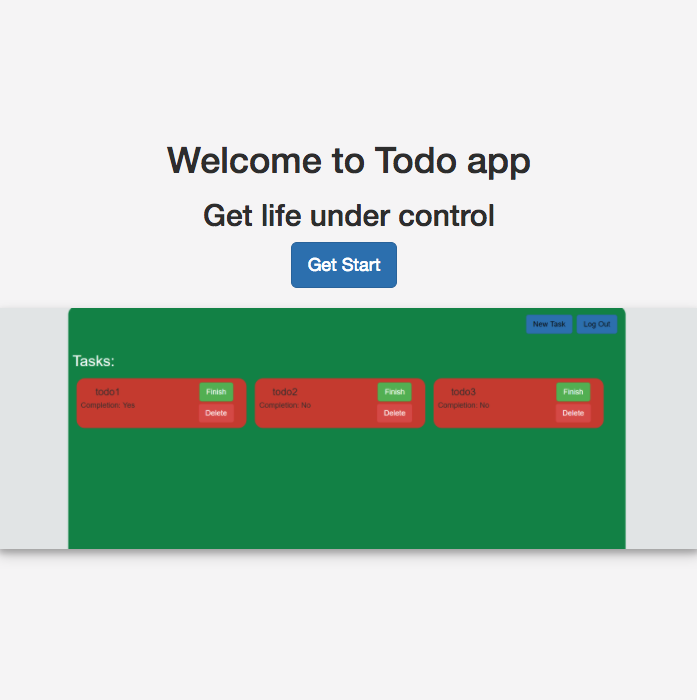 Welcome to Todo app
Get life under control
Get Start
New Task Log Out
Tasks:
todo1 Finish
Completion: Yes
Delete
todo2 Finish
Completion: No
Delete
todo3 Finish
Completion: No
Delete